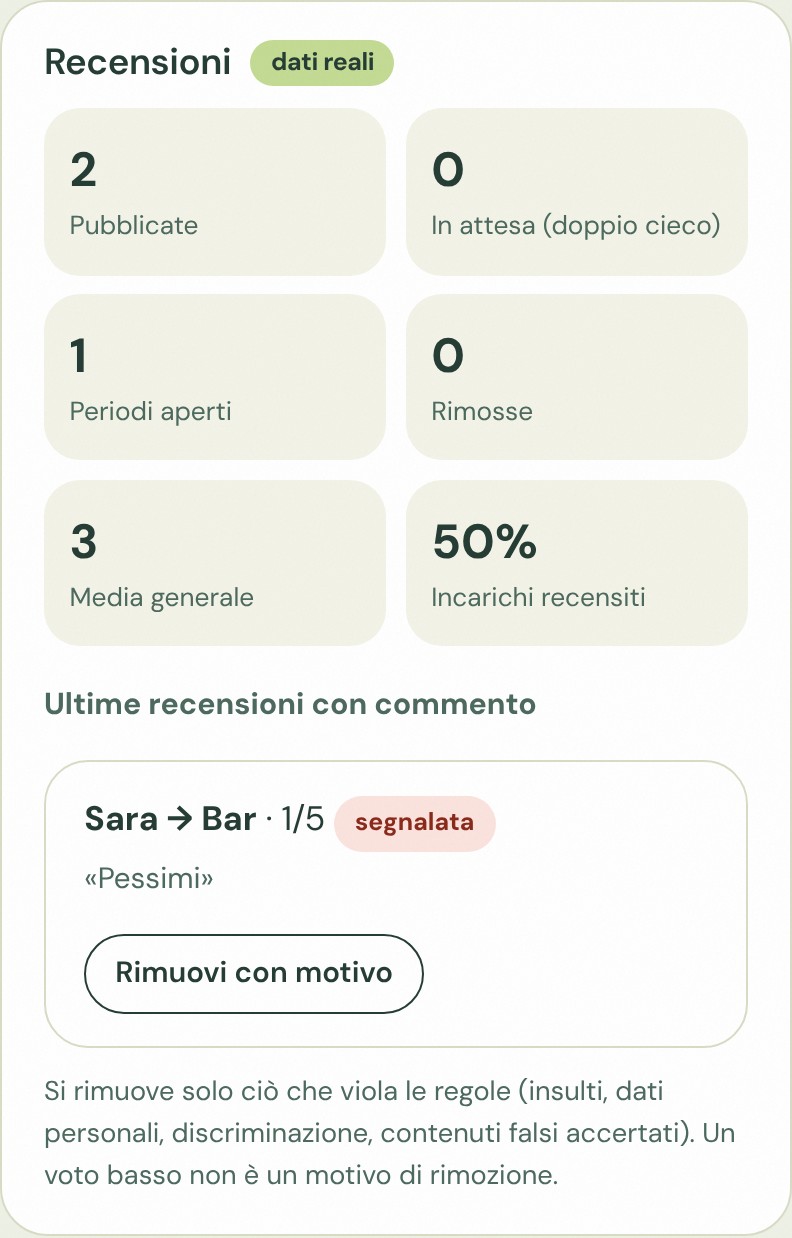 Recensioni dati reali
2
Pubblicate
0
In attesa (doppio cieco)
1
Periodi aperti
0
Rimosse
3
Media generale
50%
Incarichi recensiti
Ultime recensioni con commento
Sara → Bar · 1/5 segnalata
«Pessimi»
Rimuovi con motivo
Si rimuove solo ciò che viola le regole (insulti, dati
personali, discriminazione, contenuti falsi accertati). Un
voto basso non è un motivo di rimozione.